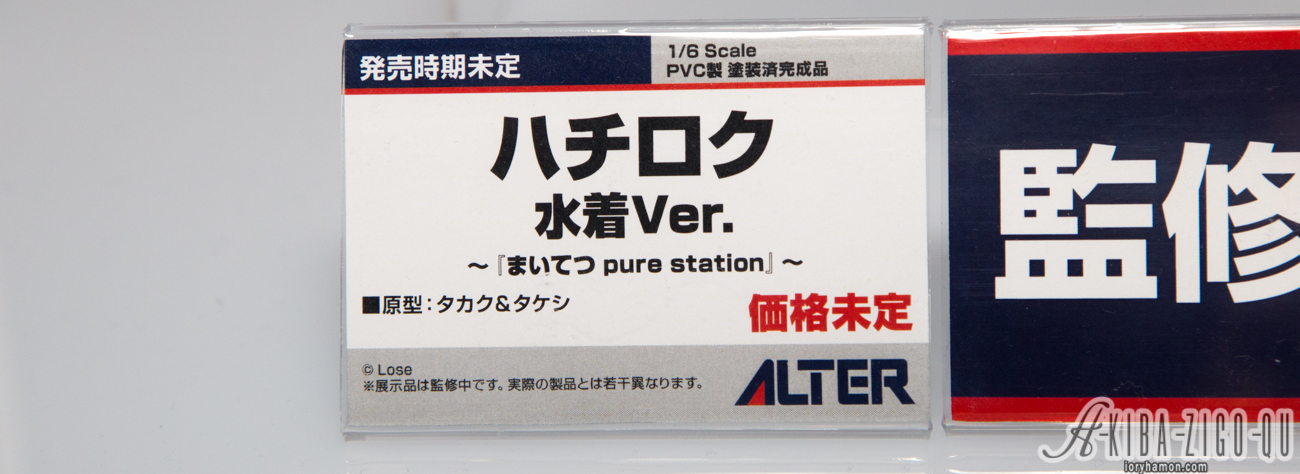 発売時期未定
1/6 Scale
PVC製 塗装済完成品
ハチロク
水着Ver.
～『まいてつ pure station』～
■原型：タカク&タケシ
価格未定
© Lose
※展示品は監修中です。実際の製品とは若干異なります。
ALTER
監修
A-KIBA-ZIGO-QU
loryhamon.com